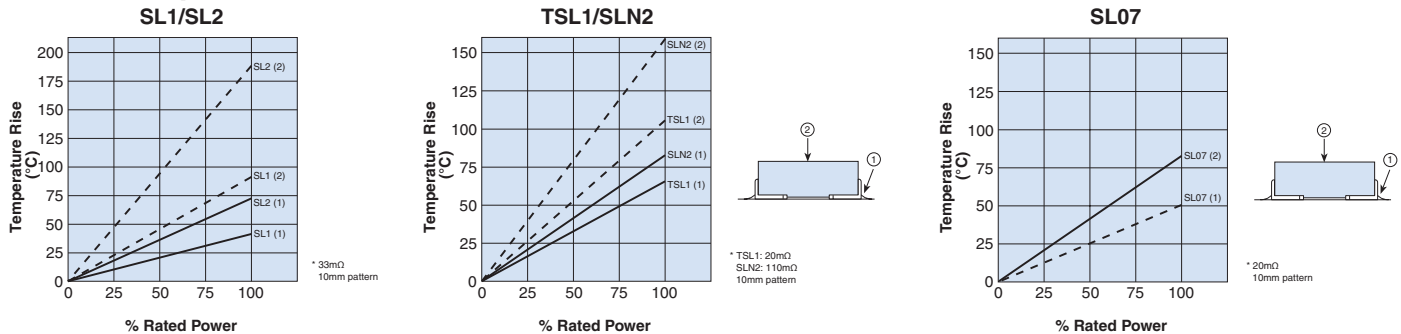 SL1/SL2
Temperature Rise
(°C)
200
175
150
125
100
75
50
25
0
0 25 50 75 100
% Rated Power
SL2 (2)
SL1 (2)
SL2 (1)
SL1 (1)
* 33mΩ
10mm pattern
TSL1/SLN2
Temperature Rise
(°C)
150
125
100
75
50
25
0
0 25 50 75 100
% Rated Power
SLN2 (2)
TSL1 (2)
SLN2 (1)
TSL1 (1)
2
1
* TSL1: 20mΩ
SLN2: 110mΩ
10mm pattern
SL07
Temperature Rise
(°C)
150
125
100
75
50
25
0
0 25 50 75 100
% Rated Power
SL07 (2)
SL07 (1)
2
1
* 20mΩ
10mm pattern